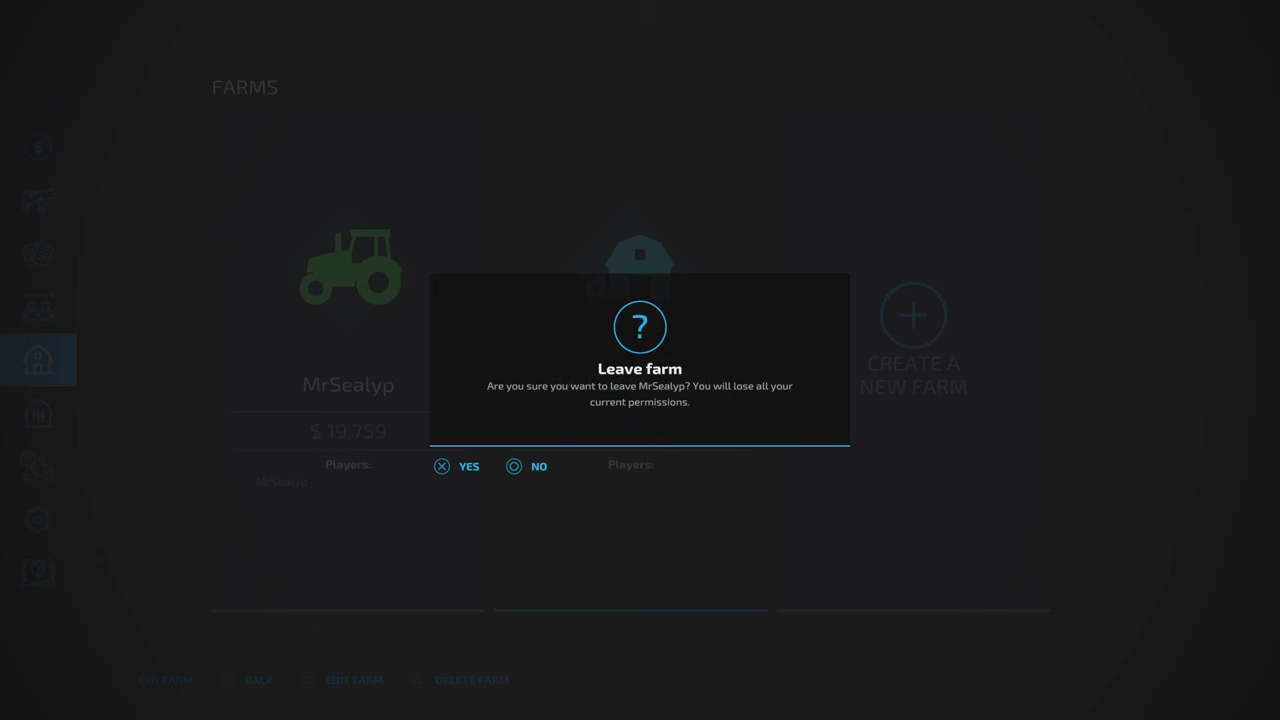 FARMS
MrSealyp
$ 19,759
Players:
MrSealyp
Players:
CREATE A
NEW FARM
Leave farm
Are you sure you want to leave MrSealyp? You will lose all your
current permissions.
YES
NO
JOIN FARM
BACK
EDIT FARM
DELETE FARM